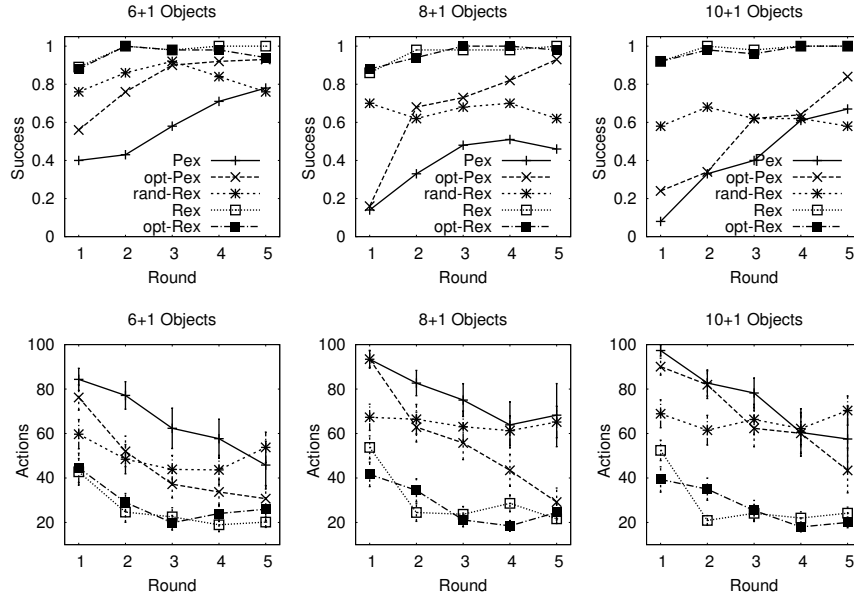 6+1 Objects
8+1 Objects
10+1 Objects
Success
1
0.8
0.6
0.4
0.2
0
Pex
opt-Pex
rand-Rex
Rex
opt-Rex
1 2 3 4 5
Round
Success
1
0.8
0.6
0.4
0.2
0
Pex
opt-Pex
rand-Rex
Rex
opt-Rex
1 2 3 4 5
Round
Success
1
0.8
0.6
0.4
0.2
0
Pex
opt-Pex
rand-Rex
Rex
opt-Rex
1 2 3 4 5
Round
6+1 Objects
8+1 Objects
10+1 Objects
Actions
100
80
60
40
20
1 2 3 4 5
Round
Actions
100
80
60
40
20
1 2 3 4 5
Round
Actions
100
80
60
40
20
1 2 3 4 5
Round